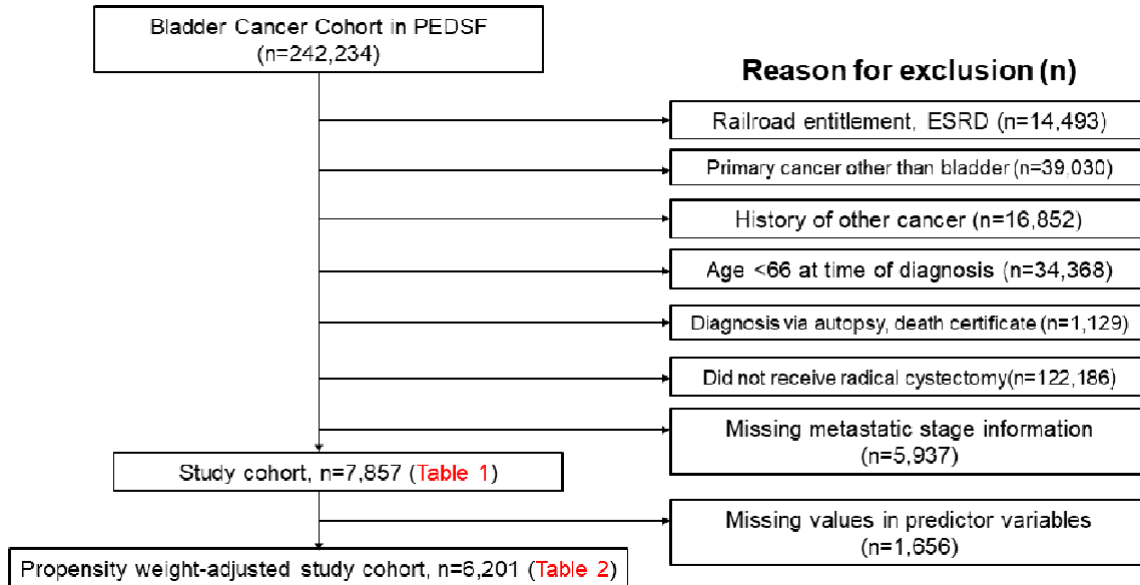 Bladder Cancer Cohort in PEDSF
(n=242,234)
Reason for exclusion (n)
Railroad entitlement, ESRD (n=14,493)
Primary cancer other than bladder (n=39,030)
History of other cancer (n=16,852)
Age <66 at time of diagnosis (n=34,368)
Diagnosis via autopsy, death certificate (n=1,129)
Did not receive radical cystectomy(n=122,186)
Missing metastatic stage information
(n=5,937)
Study cohort, n=7,857 (Table 1)
Missing values in predictor variables
(n=1,656)
Propensity weight-adjusted study cohort, n=6,201 (Table 2)